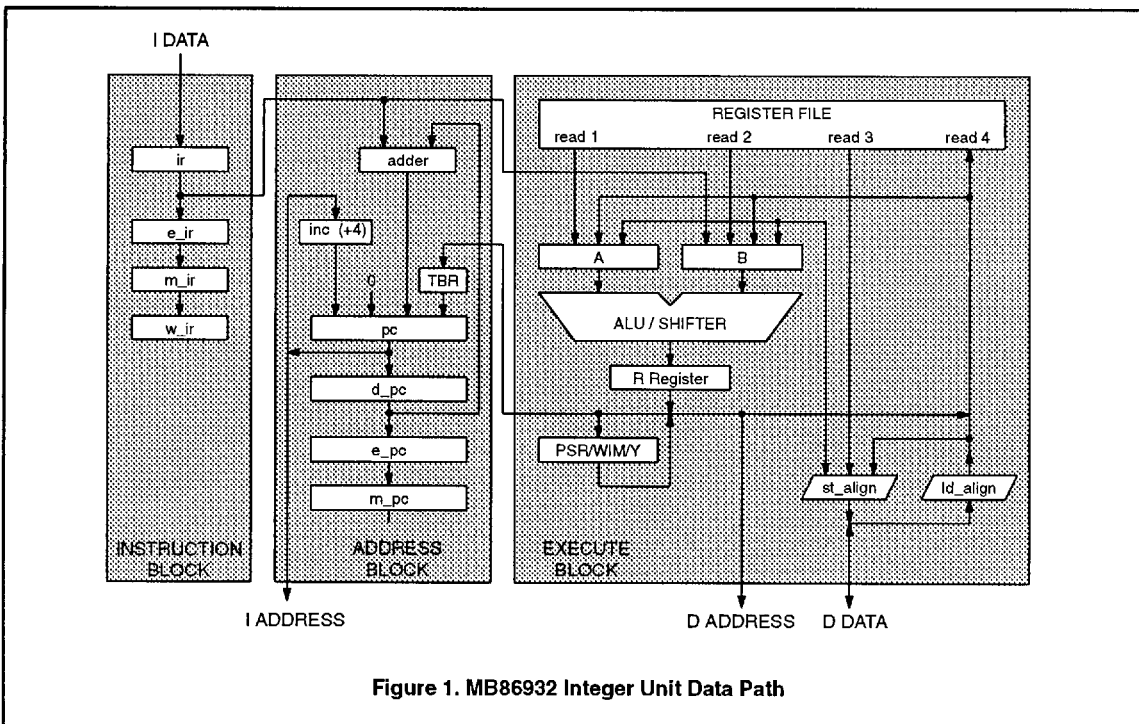 I DATA
REGISTER FILE
read 1 read 2 read 3 read 4
ir
adder
e_ir
inc (+4)
m_ir
A
B
0
TBR
w_ir
pc
ALU / SHIFTER
d_pc
R Register
e_pc
PSR/WIM/Y
m_pc
st_align
ld_align
INSTRUCTION
BLOCK
ADDRESS
BLOCK
EXECUTE
BLOCK
I ADDRESS
D ADDRESS
D DATA
Figure 1. MB86932 Integer Unit Data Path